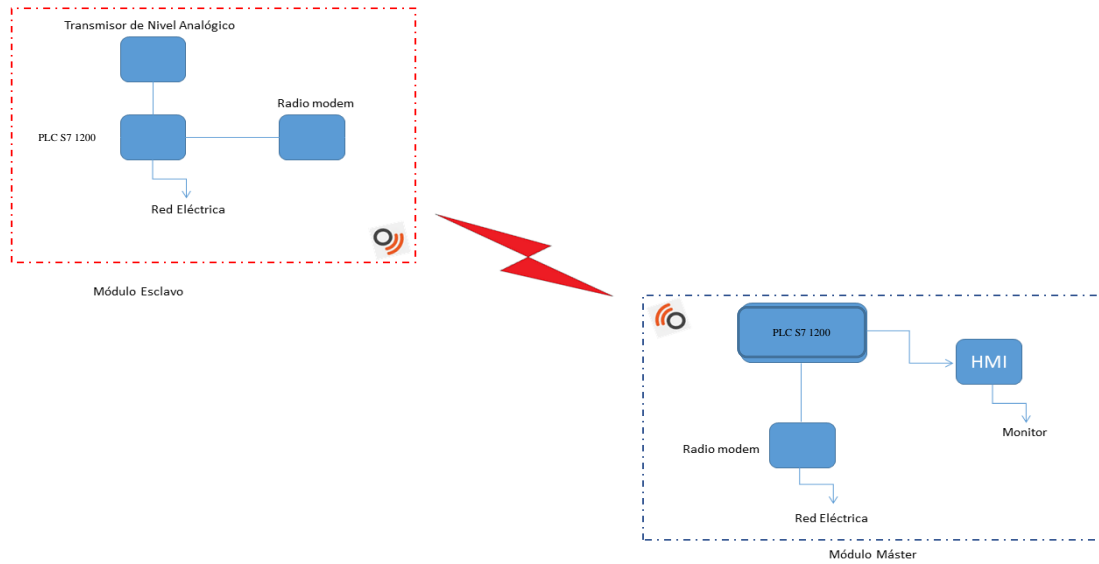 Transmisor de Nivel Analógico
Radio modem
PLC S7 1200
Red Eléctrica
Módulo Esclavo
PLC S7 1200
HMI
Monitor
Radio modem
Red Eléctrica
Módulo Máster